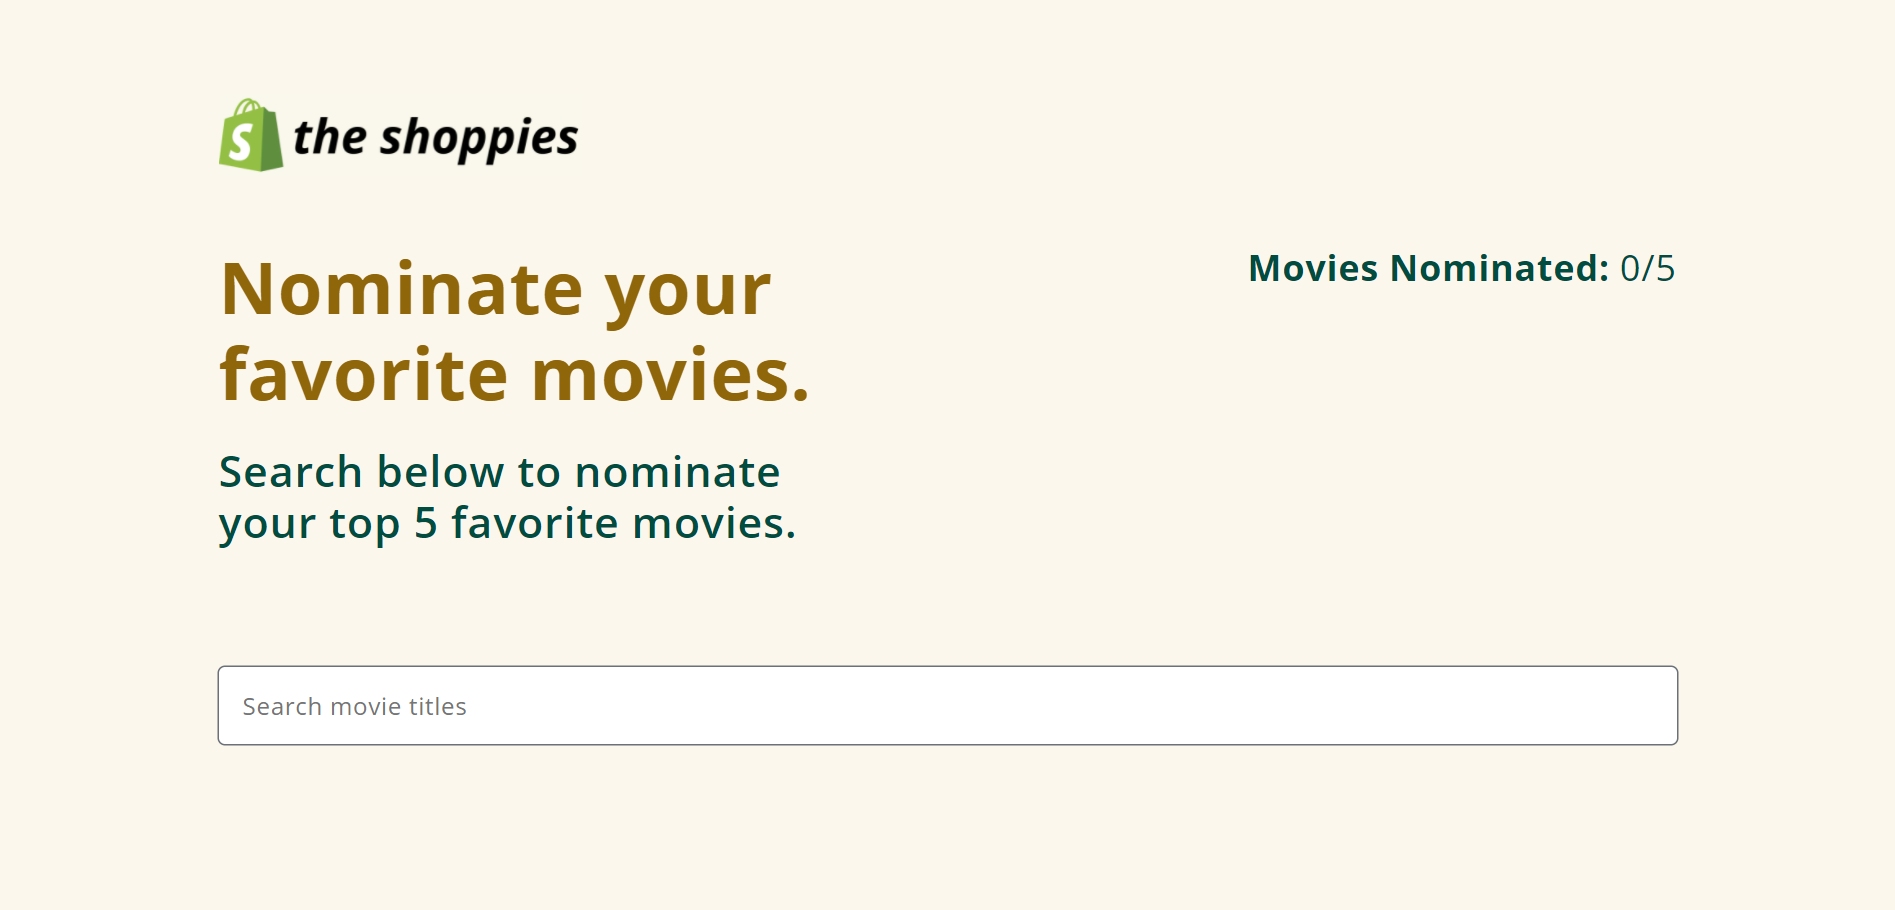 S the shoppies
Nominate your
favorite movies.
Movies Nominated: 0/5
Search below to nominate
your top 5 favorite movies.
Search movie titles